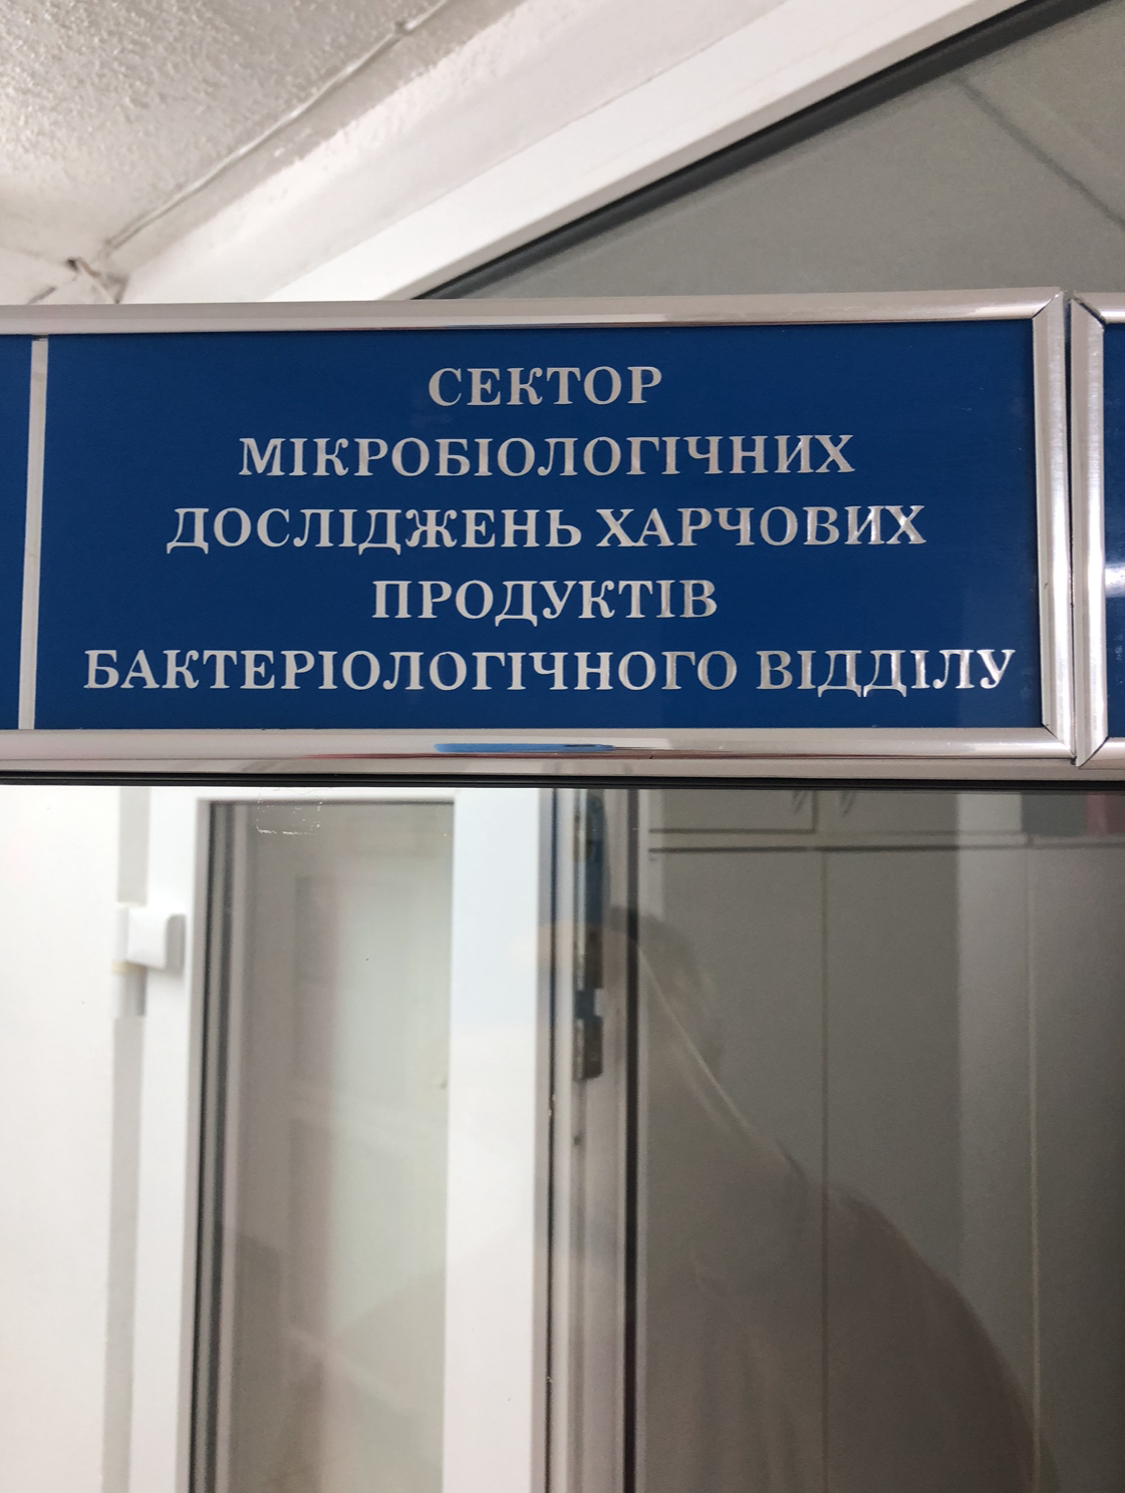 СЕКТОР
МІКРОБІОЛОГІЧНИХ
ДОСЛІДЖЕНЬ ХАРЧОВИХ
ПРОДУКТІВ
БАКТЕРІОЛОГІЧНОГО ВІДДІЛУ